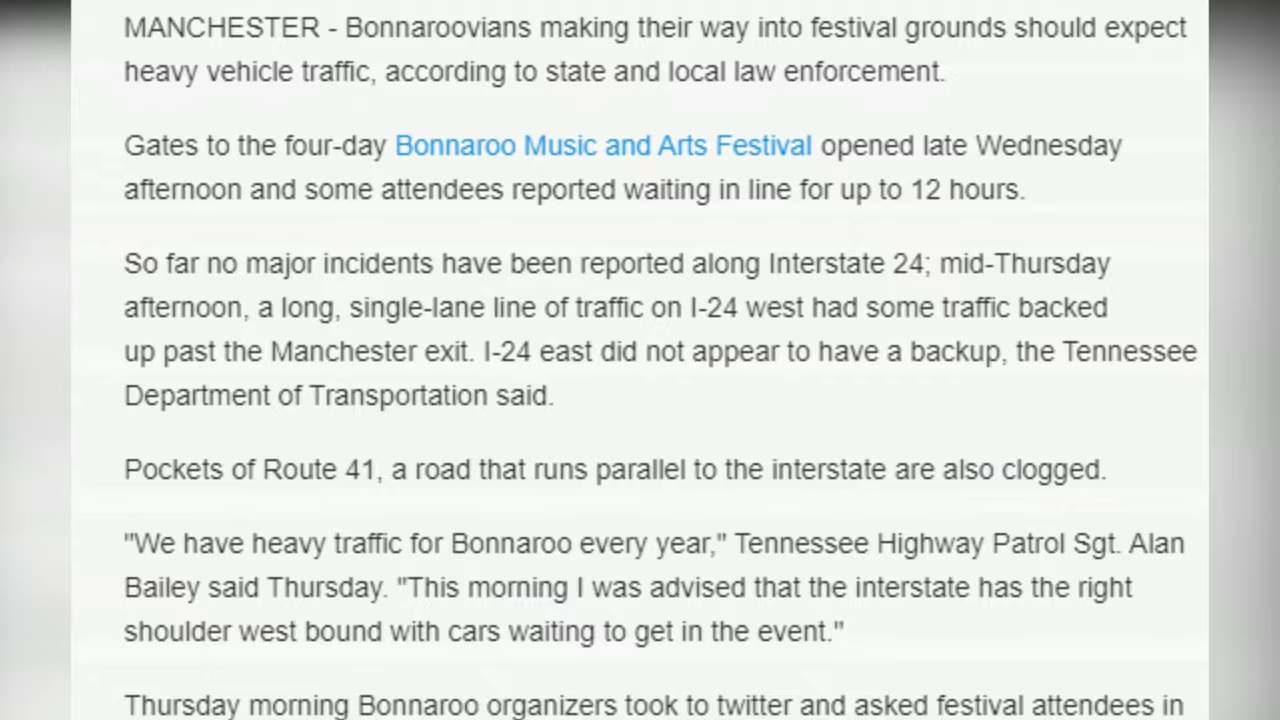 MANCHESTER - Bonnaroovians making their way into festival grounds should expect
heavy vehicle traffic, according to state and local law enforcement.
Gates to the four-day Bonnaroo Music and Arts Festival opened late Wednesday
afternoon and some attendees reported waiting in line for up to 12 hours.
So far no major incidents have been reported along Interstate 24; mid-Thursday
afternoon, a long, single-lane line of traffic on I-24 west had some traffic backed
up past the Manchester exit. I-24 east did not appear to have a backup, the Tennessee
Department of Transportation said.
Pockets of Route 41, a road that runs parallel to the interstate are also clogged.
"We have heavy traffic for Bonnaroo every year," Tennessee Highway Patrol Sgt. Alan
Bailey said Thursday. "This morning I was advised that the interstate has the right
shoulder west bound with cars waiting to get in the event."
Thursday morning Bonnaroo organizers took to twitter and asked festival attendees in